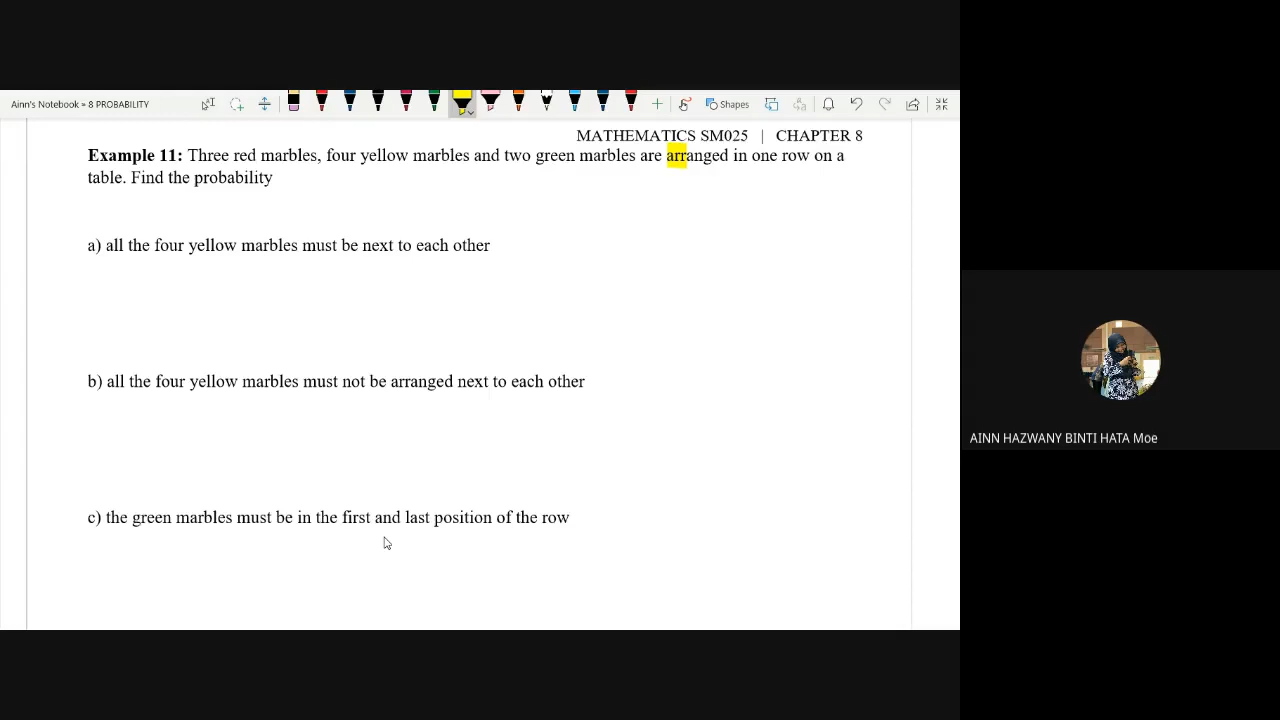 Ainn's Notebook » 8 PROBABILITY
Shapes
MATHEMATICS SM025 | CHAPTER 8
Example 11: Three red marbles, four yellow marbles and two green marbles are arranged in one row on a
table. Find the probability
a) all the four yellow marbles must be next to each other
b) all the four yellow marbles must not be arranged next to each other
c) the green marbles must be in the first and last position of the row
AINN HAZWANY BINTI HATA Moe